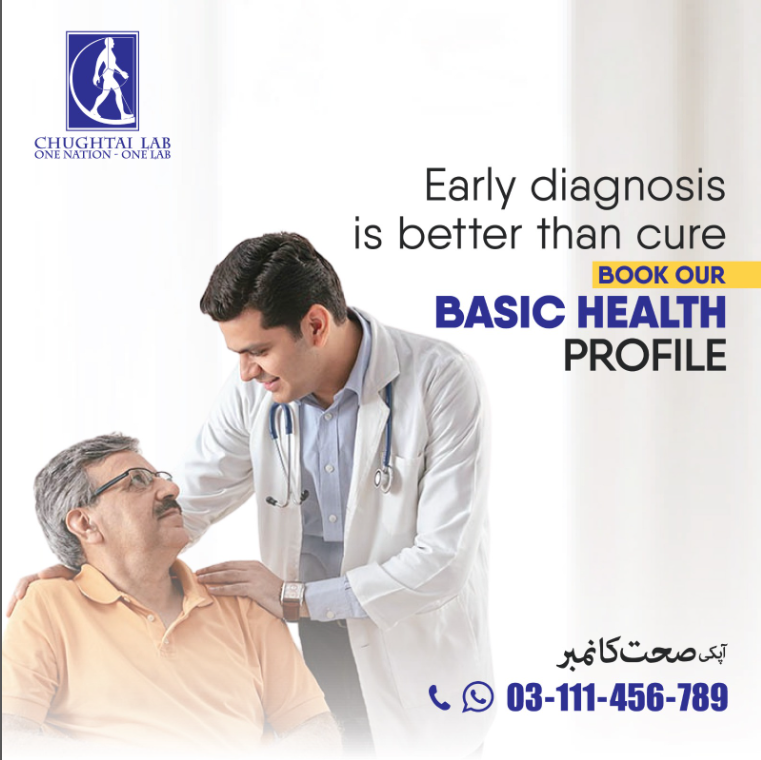 CHUGHTAI LAB
ONE NATION - ONE LAB
Early diagnosis
is better than cure
BOOK OUR
BASIC HEALTH
PROFILE
آپکی صحت کا نمبر
03-111-456-789